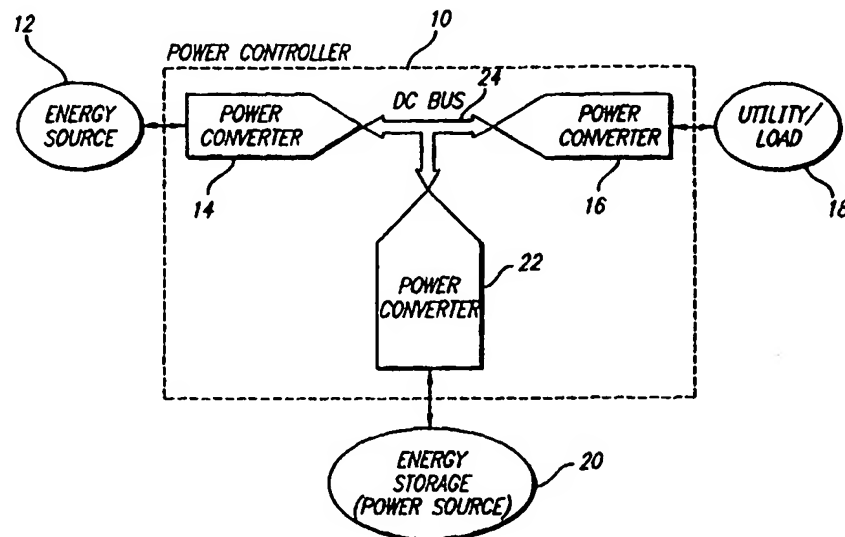 12
10
POWER CONTROLLER
24
DC BUS
ENERGY
SOURCE
POWER
CONVERTER
POWER
CONVERTER
UTILITY/
LOAD
14
16
18
22
POWER
CONVERTER
20
ENERGY
STORAGE
(POWER SOURCE)